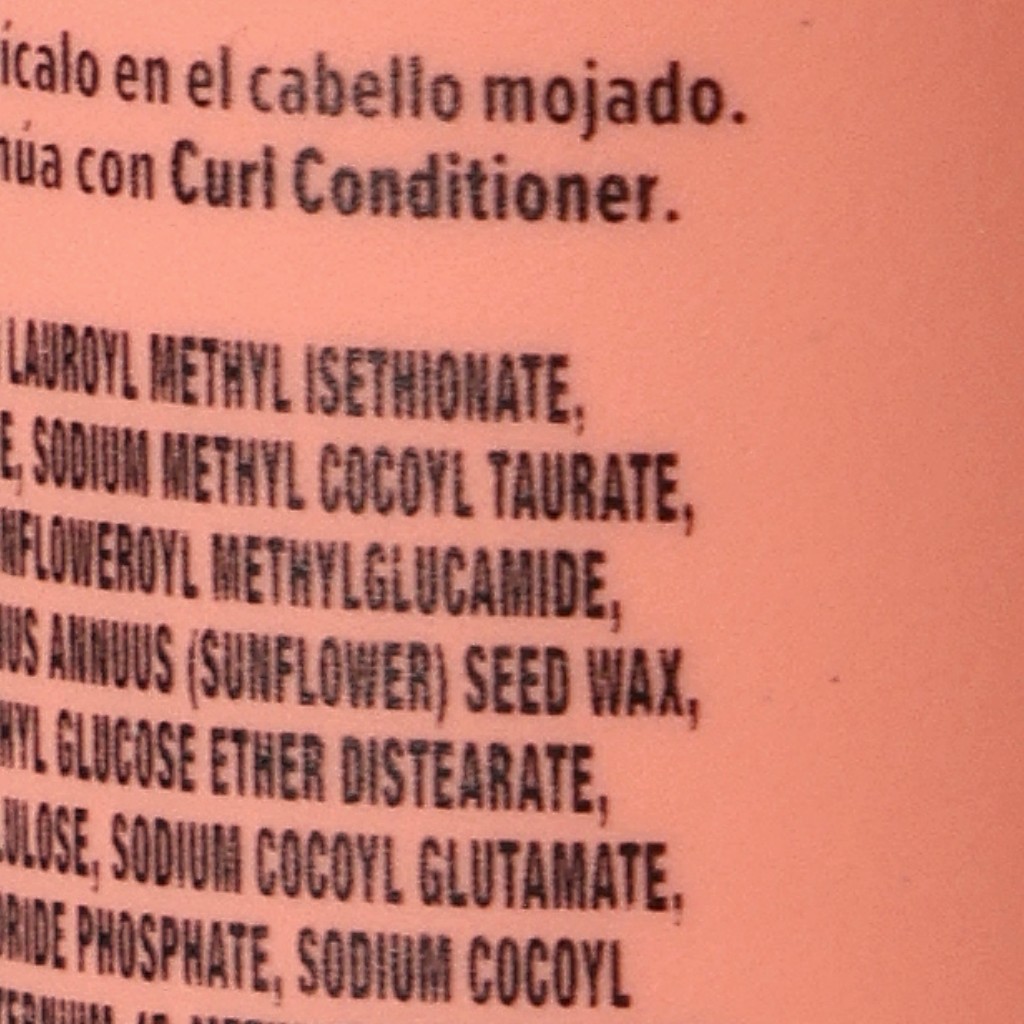 ícalo en el cabello mojado.
núa con Curl Conditioner.
LAUROYL METHYL ISETHIONATE,
E, SODIUM METHYL COCOYL TAURATE,
NFLOWEROYL METHYLGLUCAMIDE,
US ANNUUS (SUNFLOWER) SEED WAX,
HYL GLUCOSE ETHER DISTEARATE,
ULOSE, SODIUM COCOYL GLUTAMATE,
ORIDE PHOSPHATE, SODIUM COCOYL